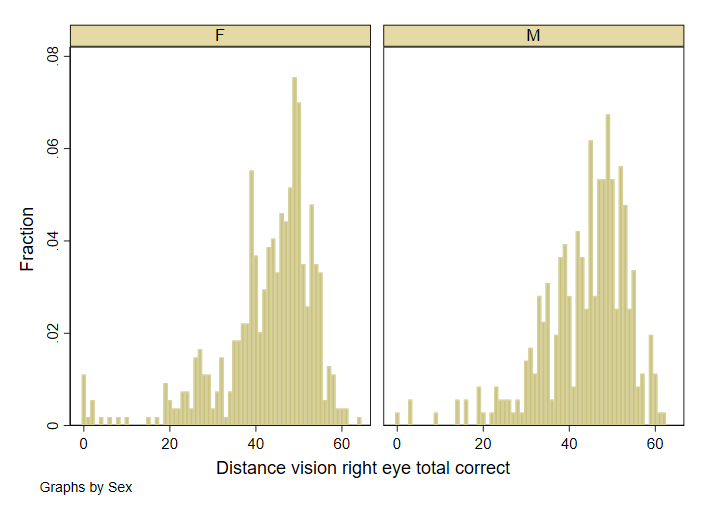 F
M
Fraction
.08
.06
.04
.02
0
0 20 40 60
0 20 40 60
Distance vision right eye total correct
Graphs by Sex